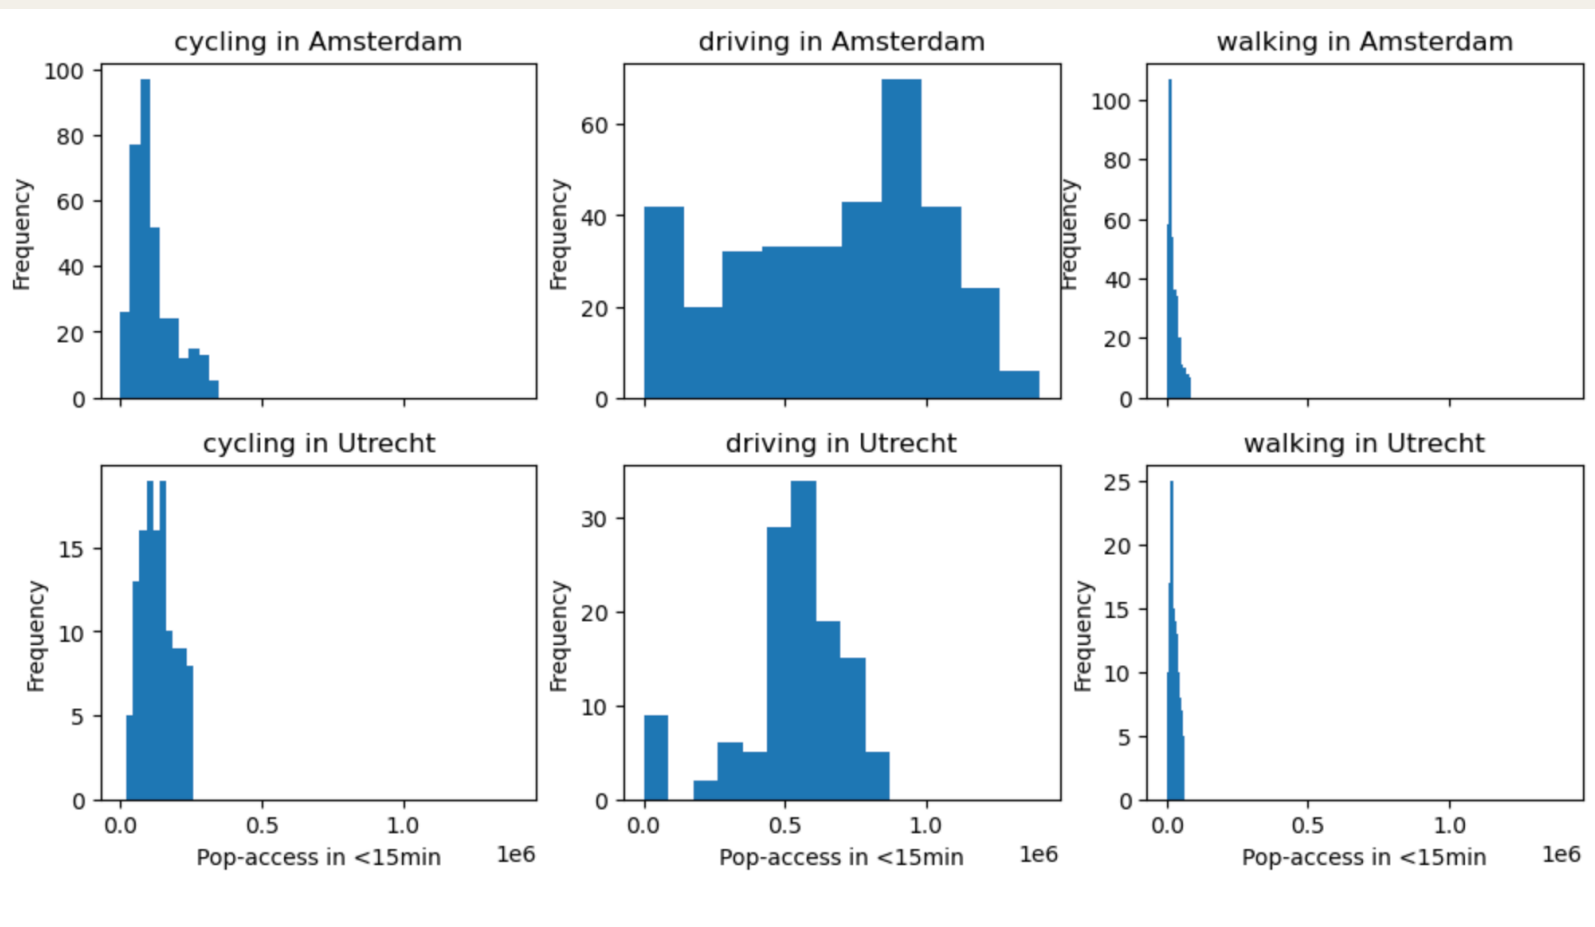 cycling in Amsterdam
driving in Amsterdam
walking in Amsterdam
Frequency
100
80
60
40
20
0
Frequency
60
40
20
0
Frequency
100
80
60
40
20
0
cycling in Utrecht
driving in Utrecht
walking in Utrecht
Frequency
15
10
5
0
0.0 0.5 1.0
Pop-access in <15min 1e6
Frequency
30
20
10
0
0.0 0.5 1.0
Pop-access in <15min 1e6
Frequency
25
20
15
10
5
0
0.0 0.5 1.0
Pop-access in <15min 1e6